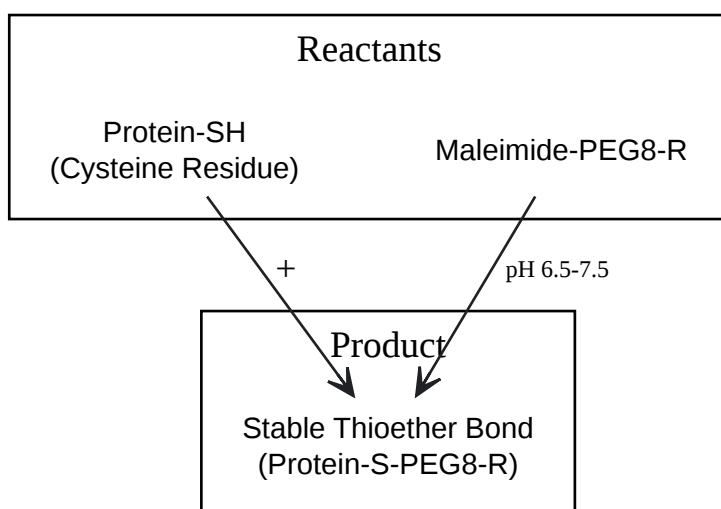 Reactants
Protein-SH
(Cysteine Residue)
Maleimide-PEG8-R
+
pH 6.5-7.5
Product
Stable Thioether Bond
(Protein-S-PEG8-R)